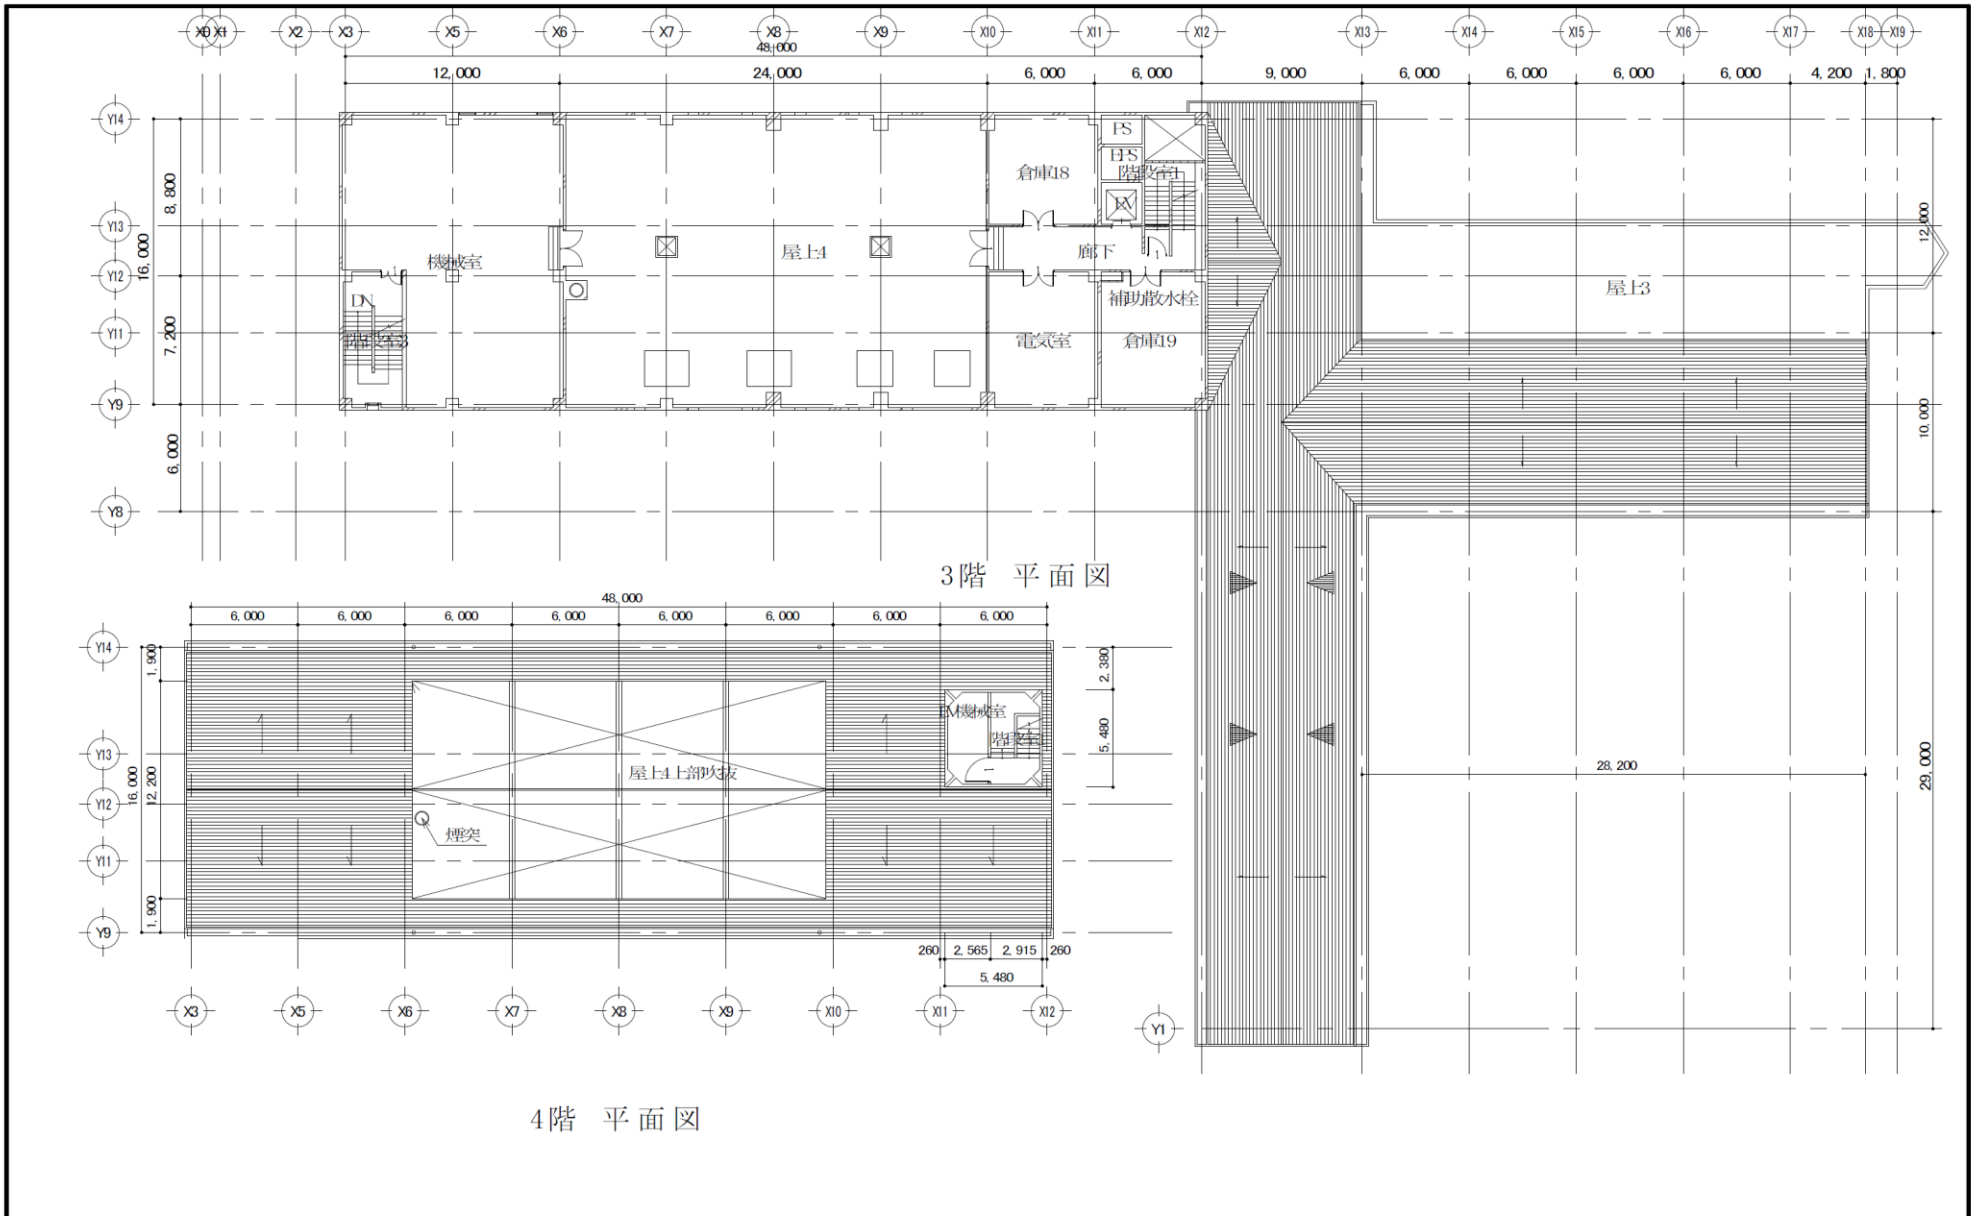 X0 X1 X2 X3 X5 X6 X7 X8 X9 X10 X11 X12 X13 X14 X15 X16 X17 X18 X19
48,000
12,000 24,000 6,000 6,000 9,000 6,000 6,000 6,000 6,000 4,200 1,800
Y14
Y13
Y12
Y11
Y9
Y8
16,000
8,800
7,200
6,000
PS
EPS
倉庫18
階段室1
EV
機械室
屋上4
廊下
DN
補助散水栓
階段室3
電気室
倉庫19
屋上3
12,000
10,000
29,000
28,200
3階 平面図
48,000
6,000 6,000 6,000 6,000 6,000 6,000 6,000 6,000
Y14
Y13
Y12
Y11
Y9
1,900
16,000
12,200
1,900
2,380
5,480
EV機械室
階段室1
屋上4上部吹抜
煙突
260 2,565 2,915 260
5,480
X3 X5 X6 X7 X8 X9 X10 X11 X12
Y1
4階 平面図